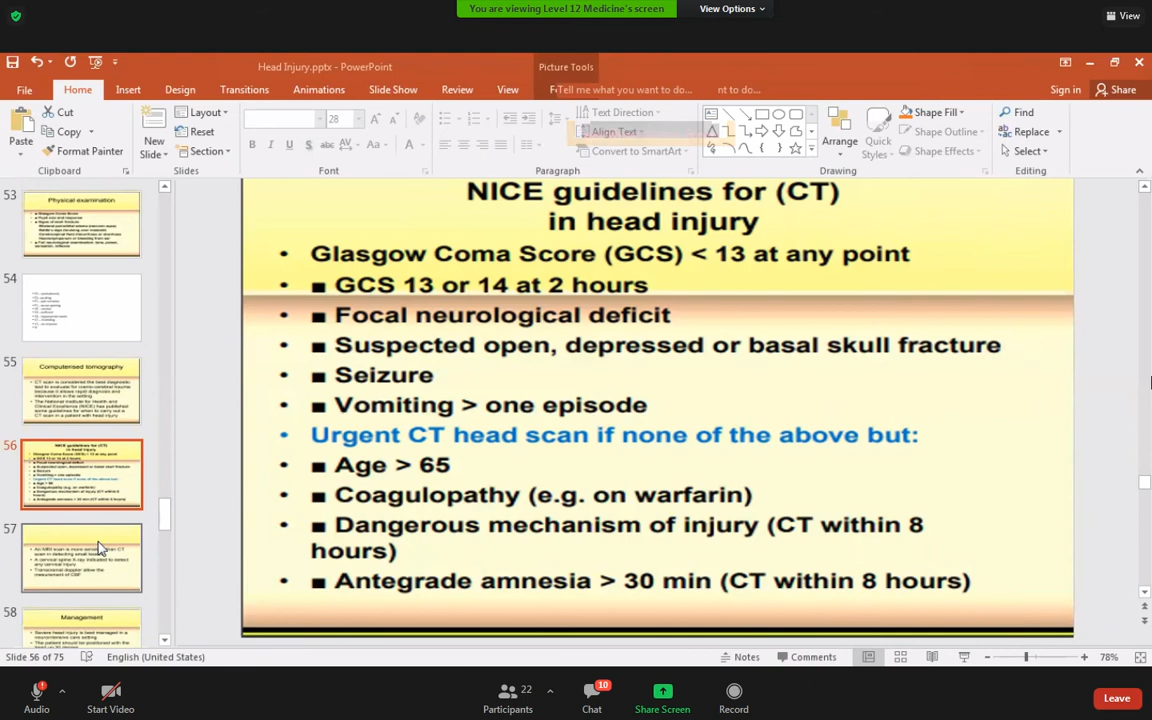 You are viewing Level 12 Medicine's screen
View Options
View
Head Injury.pptx - PowerPoint
Picture Tools
File
Home
Insert
Design
Transitions
Animations
Slide Show
Review
View
Tell me what you want to do...
nt to do...
Sign in
Share
Paste
Cut
Copy
Format Painter
Clipboard
New Slide
Layout
Reset
Section
Slides
28
Font
Text Direction
Align Text
Convert to SmartArt
Paragraph
Arrange
Quick Styles
Shape Fill
Shape Outline
Shape Effects
Drawing
Find
Replace
Select
Editing
53
Physical examination
54
55
Computerised tomography
56
57
58
Management
NICE guidelines for (CT)
in head injury
• Glasgow Coma Score (GCS) < 13 at any point
• ■ GCS 13 or 14 at 2 hours
• ■ Focal neurological deficit
• ■ Suspected open, depressed or basal skull fracture
• ■ Seizure
• ■ Vomiting > one episode
• Urgent CT head scan if none of the above but:
• ■ Age > 65
• ■ Coagulopathy (e.g. on warfarin)
• ■ Dangerous mechanism of injury (CT within 8
hours)
• ■ Antegrade amnesia > 30 min (CT within 8 hours)
Slide 56 of 75
English (United States)
Notes
Comments
78%
Audio
Start Video
Participants
22
Chat
10
Share Screen
Record
Leave